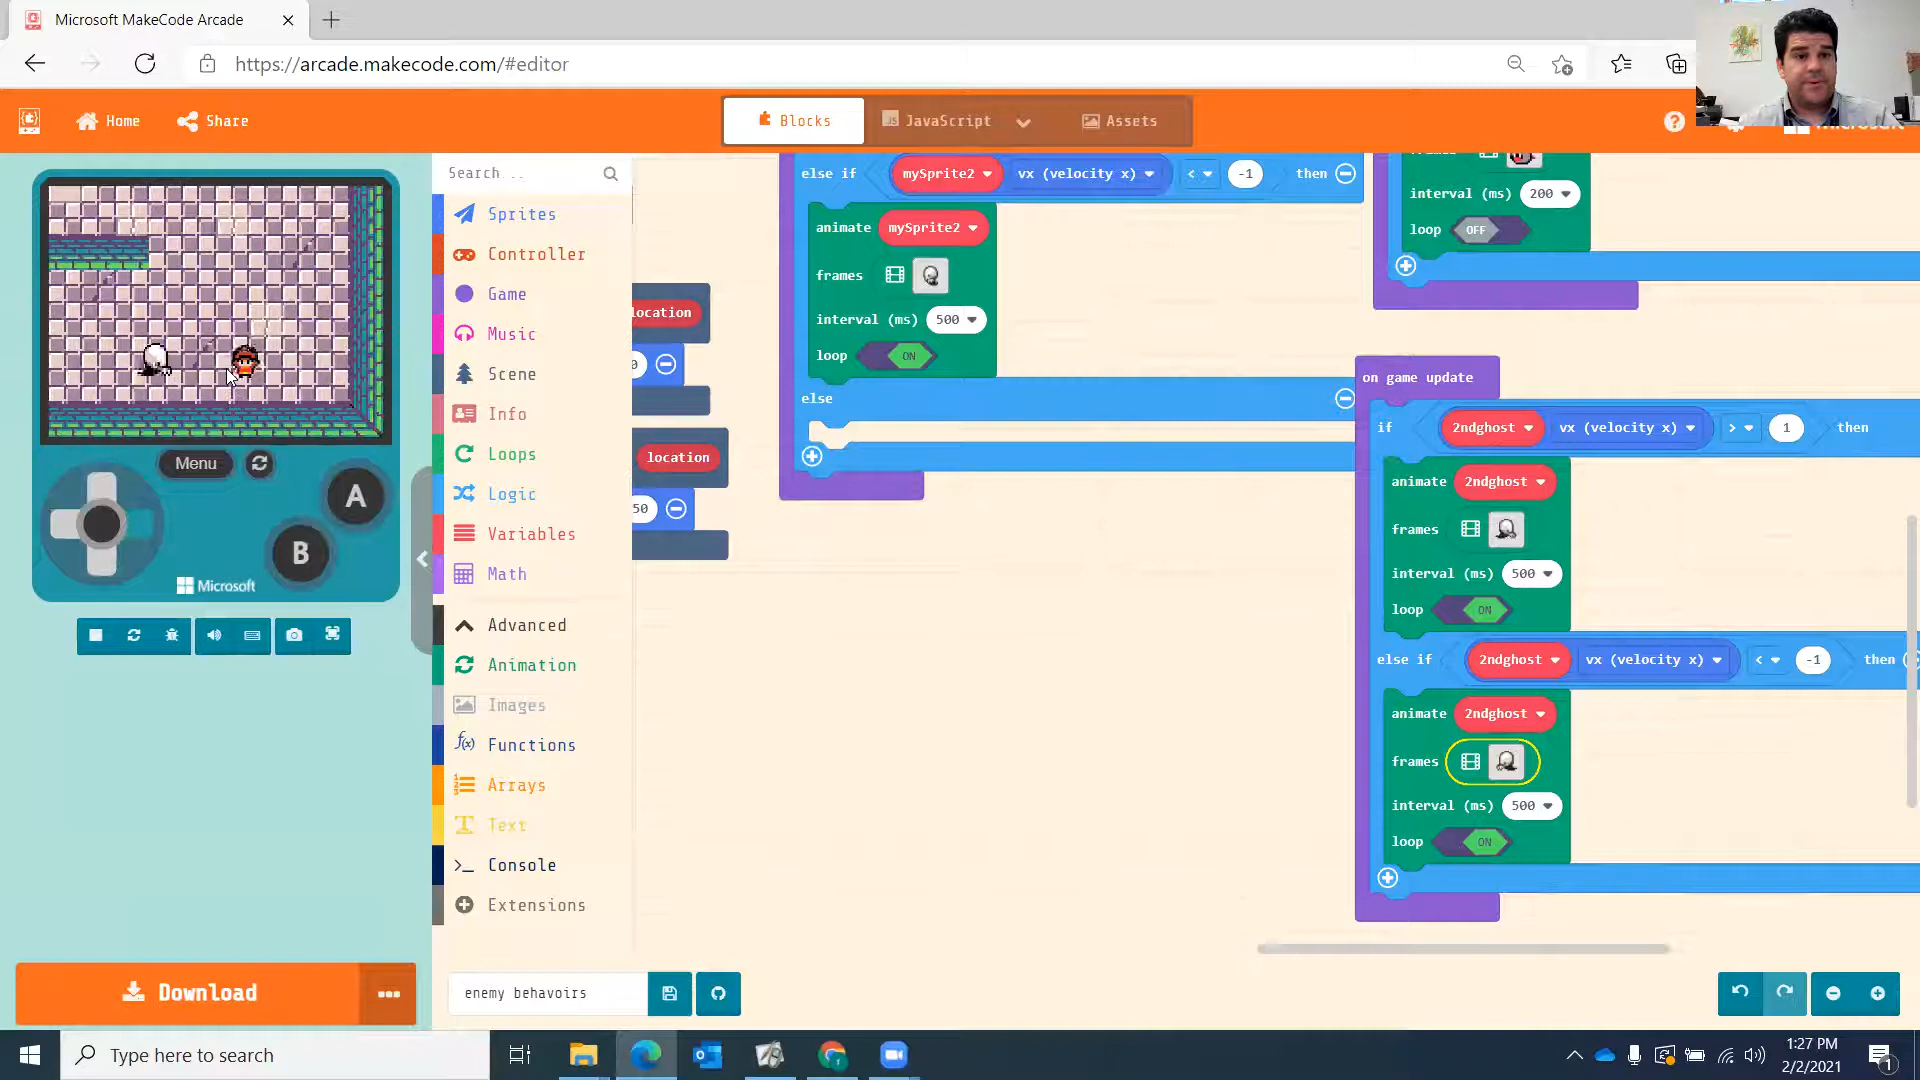 Microsoft MakeCode Arcade
https://arcade.makecode.com/#editor
Home
Share
Blocks
JavaScript
Assets
Search...
Sprites
Controller
Game
Music
Scene
Info
Loops
Logic
Variables
Math
Advanced
Animation
Images
Functions
Arrays
Text
Console
Extensions
Menu
A
B
Microsoft
Download
enemy behavoirs
location
0
location
50
else if mySprite2 vx (velocity x) < -1 then
animate mySprite2
frames
interval (ms) 500
loop ON
else
interval (ms) 200
loop OFF
on game update
if 2ndghost vx (velocity x) > 1 then
animate 2ndghost
frames
interval (ms) 500
loop ON
else if 2ndghost vx (velocity x) < -1 then
animate 2ndghost
frames
interval (ms) 500
loop ON
Type here to search
1:27 PM
2/2/2021
1